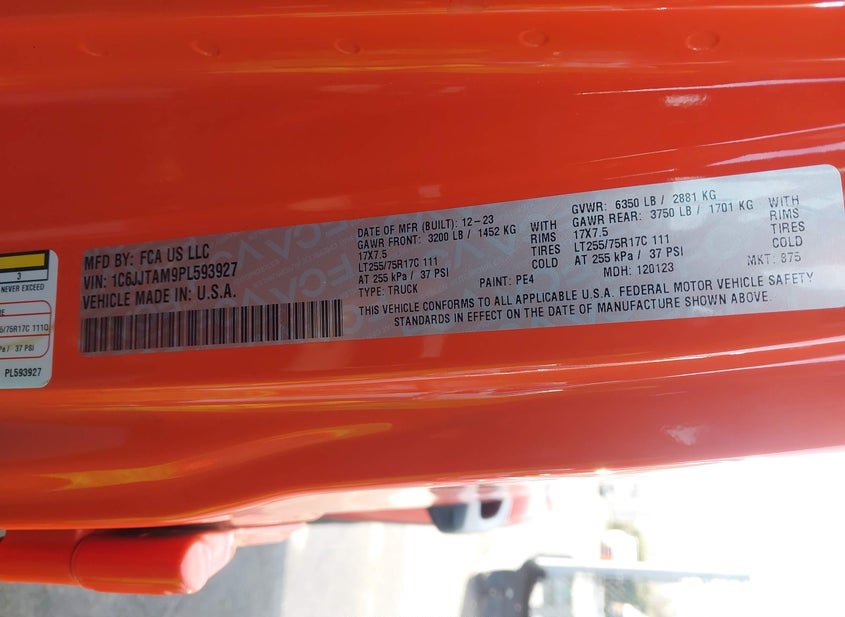 MFD BY: FCA US LLC
VIN: 1C6JJTAM9PL593927
VEHICLE MADE IN: U.S.A.
DATE OF MFR (BUILT): 12-23
GAWR FRONT: 3200 LB / 1452 KG WITH
17X7.5 RIMS
LT255/75R17C 111 TIRES
AT 255 kPa / 37 PSI COLD
TYPE: TRUCK PAINT: PE4
GVWR: 6350 LB / 2881 KG
GAWR REAR: 3750 LB / 1701 KG WITH
17X7.5 RIMS
LT255/75R17C 111 TIRES
AT 255 kPa / 37 PSI COLD
MDH: 120123 MKT: 875
THIS VEHICLE CONFORMS TO ALL APPLICABLE U.S.A. FEDERAL MOTOR VEHICLE SAFETY
STANDARDS IN EFFECT ON THE DATE OF MANUFACTURE SHOWN ABOVE.
3
NEVER EXCEED
/75R17C 111Q
/ 37 PSI
PL593927